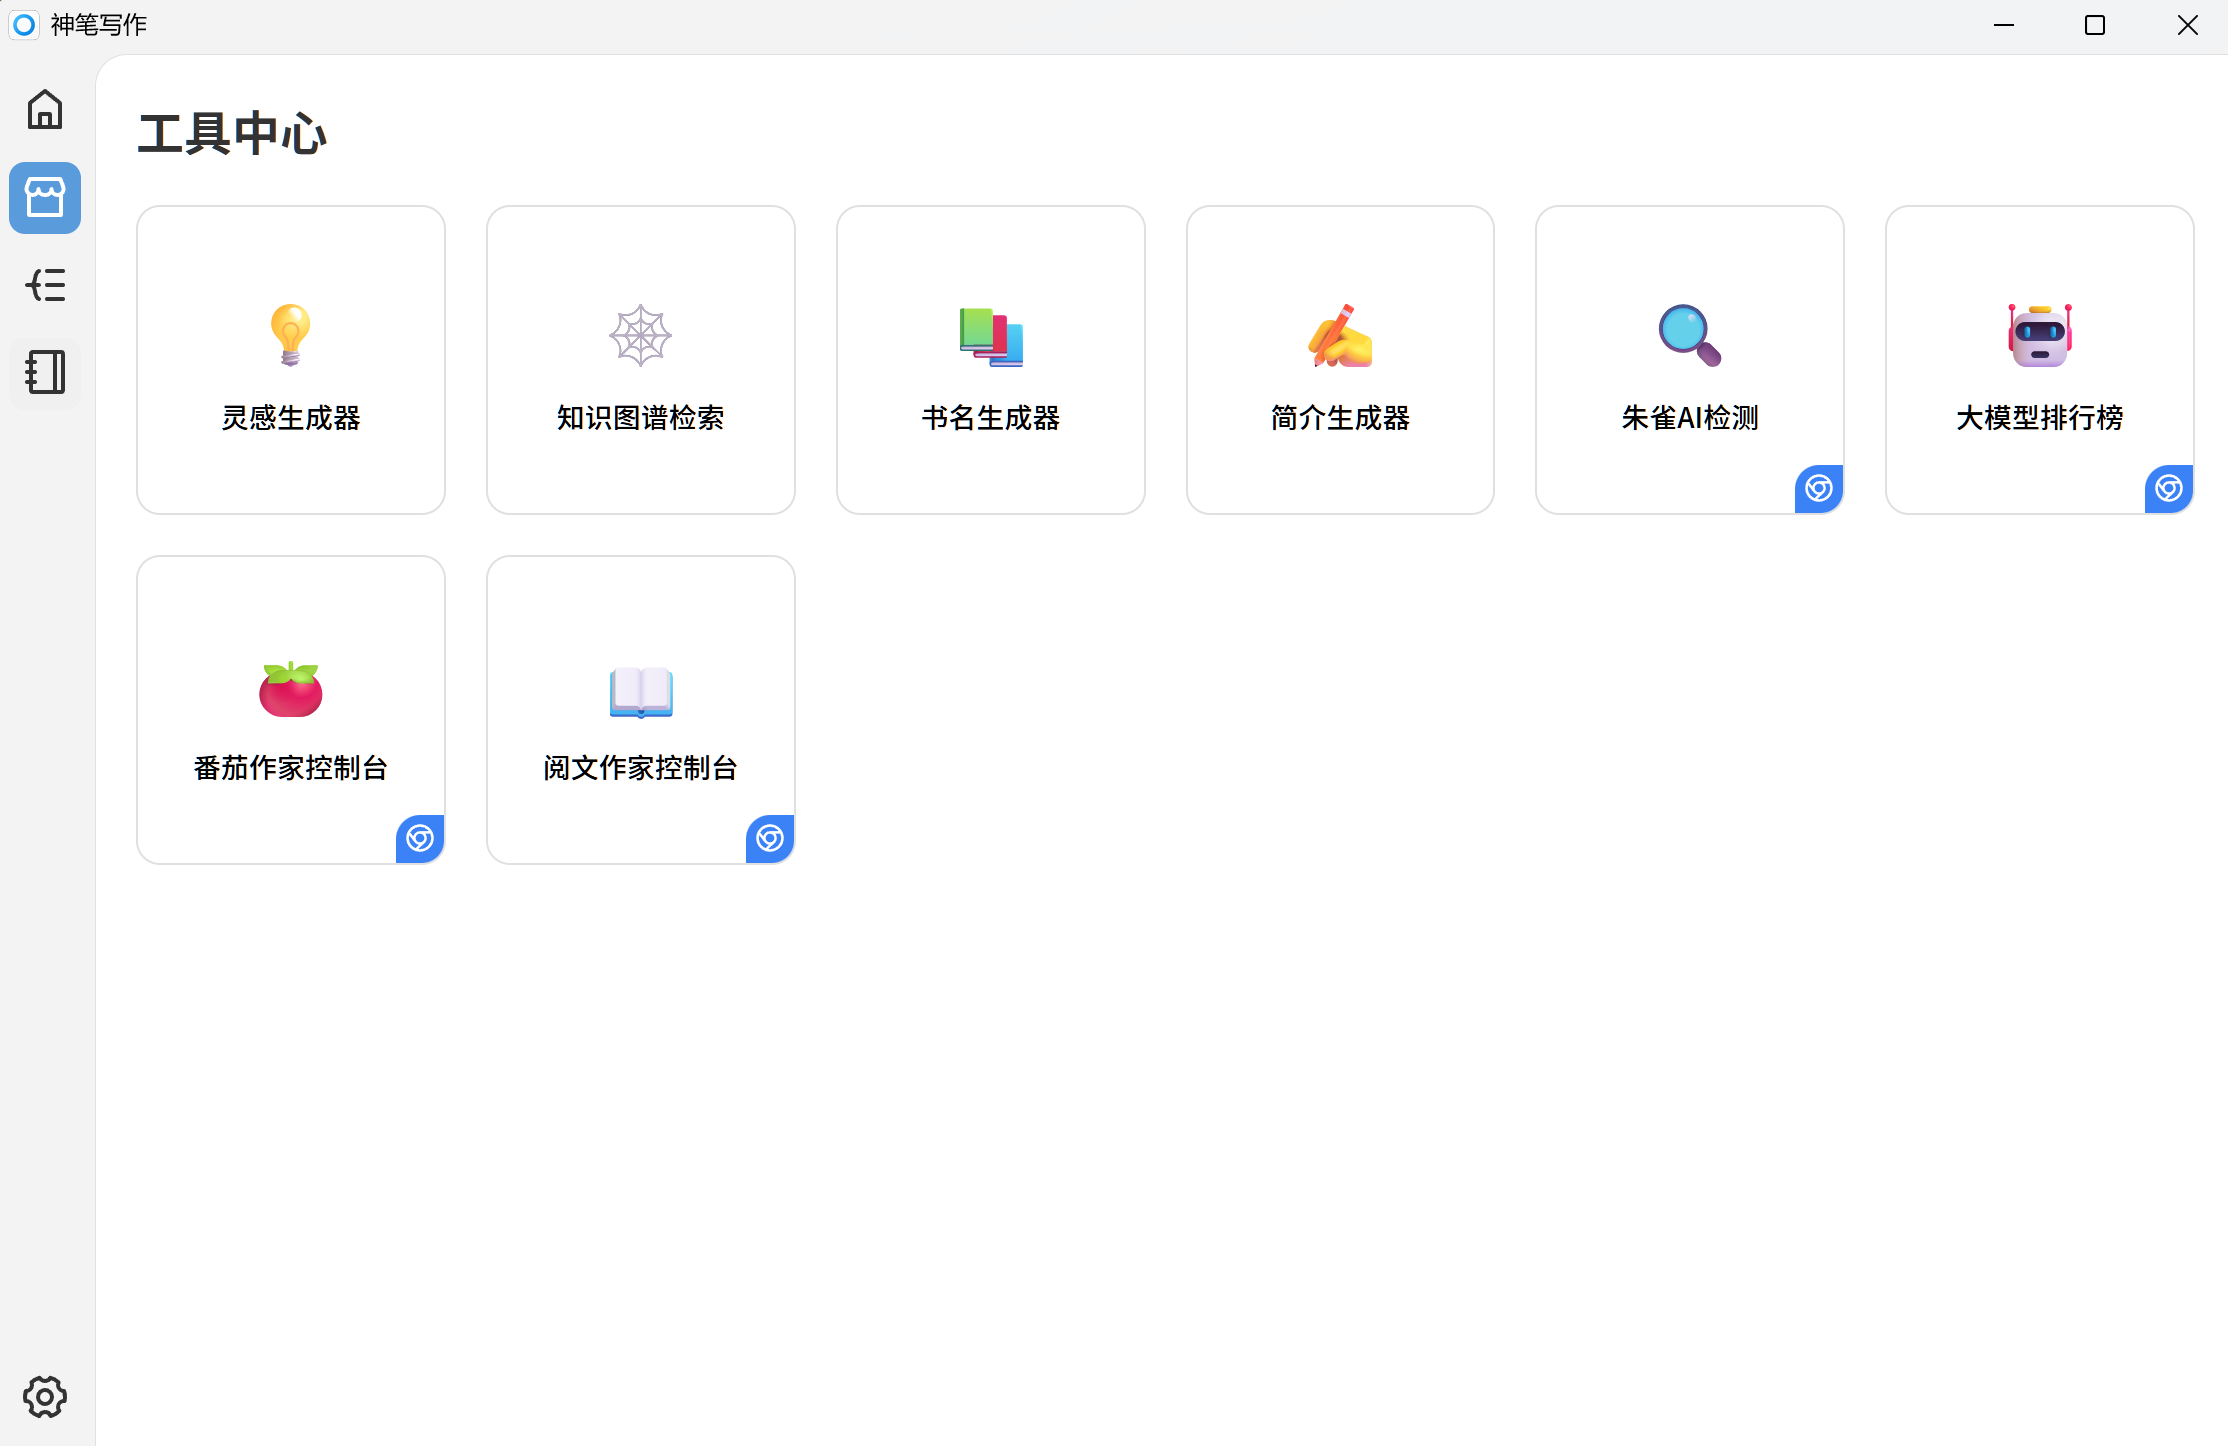 神笔写作
工具中心
灵感生成器
知识图谱检索
书名生成器
简介生成器
朱雀AI检测
大模型排行榜
番茄作家控制台
阅文作家控制台